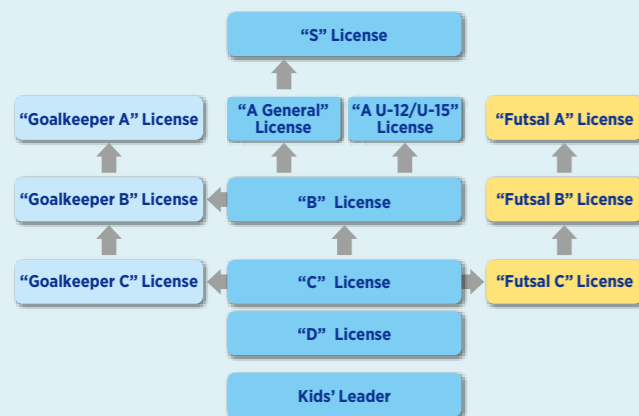 “S” License
“A General”
License
“A U-12/U-15”
License
“Goalkeeper A” License
“Futsal A” License
“Goalkeeper B” License
“B” License
“Futsal B” License
“Goalkeeper C” License
“C” License
“Futsal C” License
“D” License
Kids’ Leader